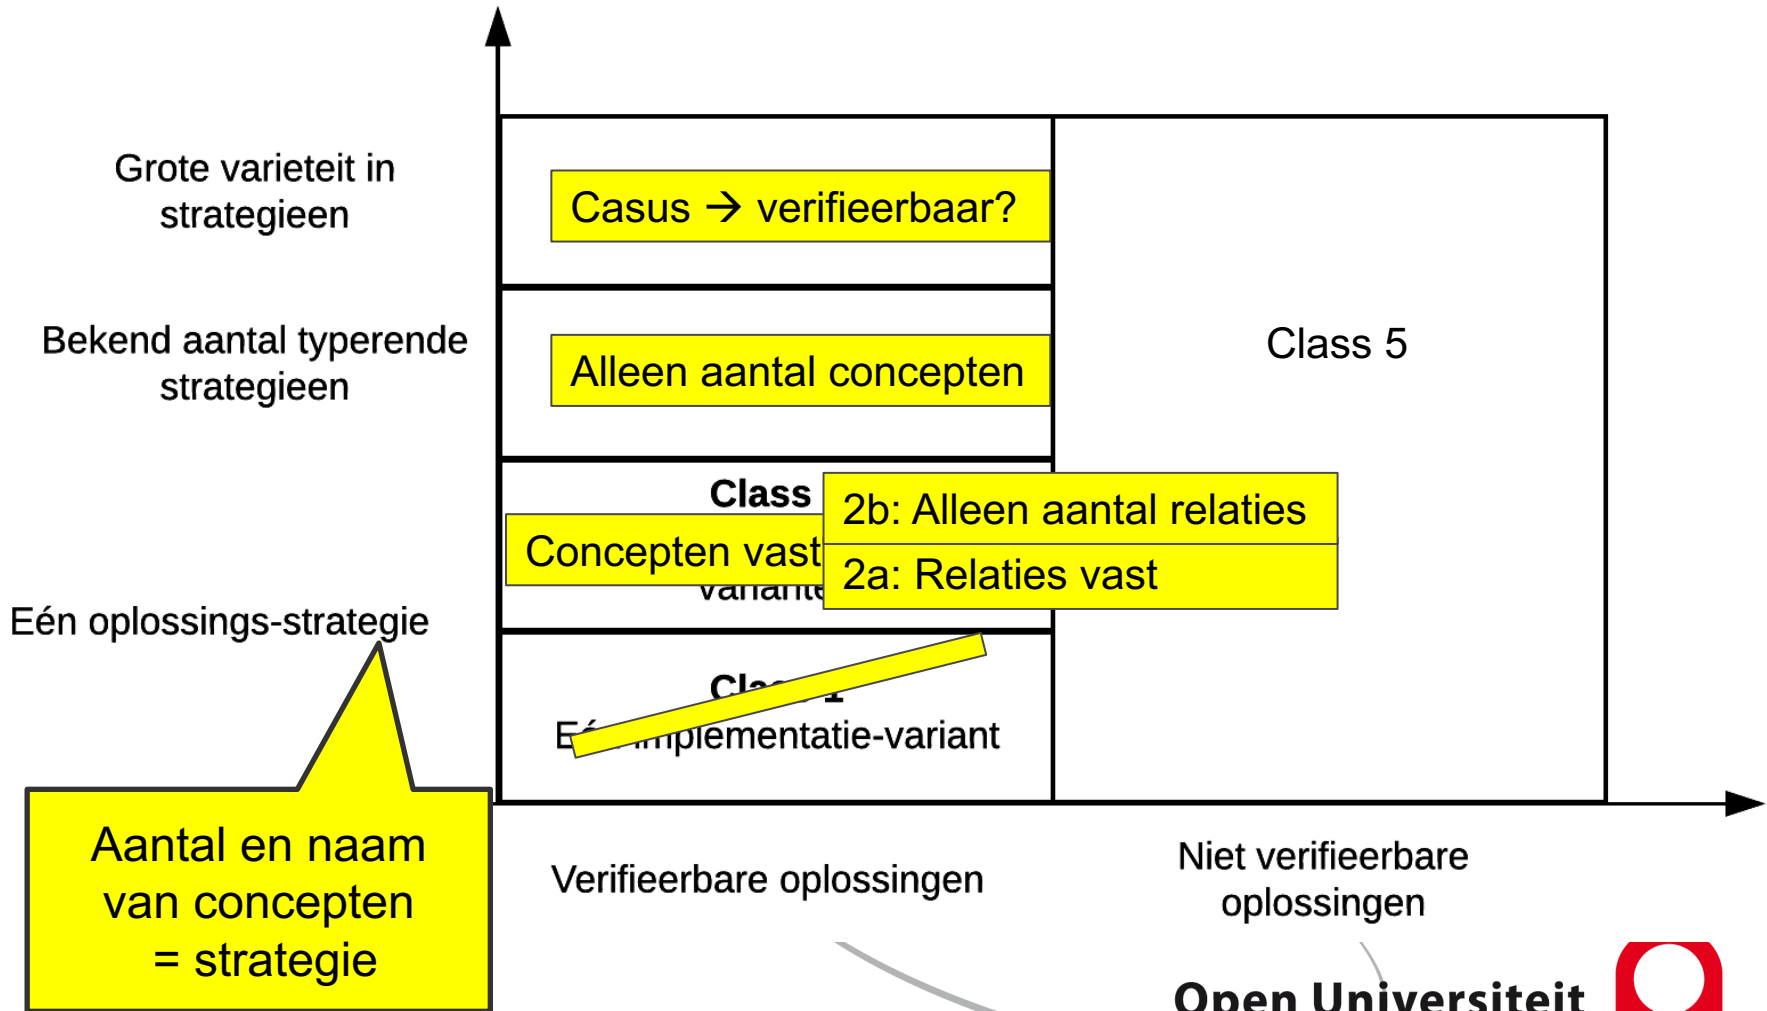 Grote varieteit in
strategieen
Casus → verifieerbaar?
Bekend aantal typerende
strategieen
Alleen aantal concepten
Class 5
Class
2b: Alleen aantal relaties
Concepten vast
2a: Relaties vast
Eén oplossings-strategie
implementatie-variant
Aantal en naam
van concepten
= strategie
Verifieerbare oplossingen
Niet verifieerbare
oplossingen
Open Universiteit